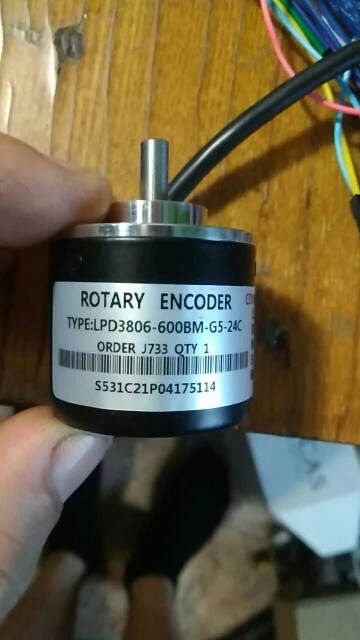 ROTARY ENCODER
TYPE:LPD3806-600BM-G5-24C
ORDER J733 QTY 1
S531C21P04175114